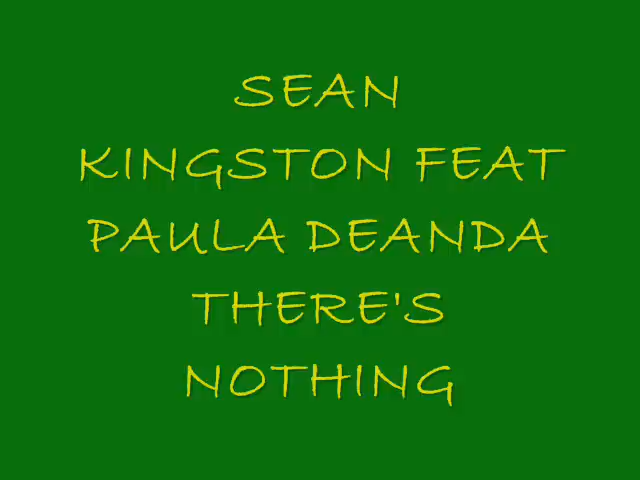 SEAN
KINGSTON FEAT
PAULA DEANDA
THERE'S
NOTHING